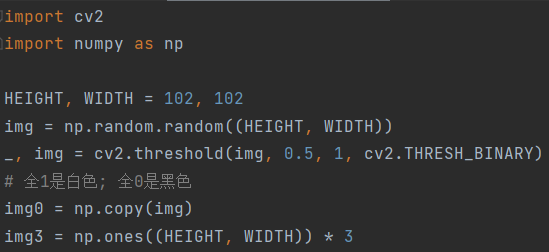 import cv2
import numpy as np
HEIGHT, WIDTH = 102, 102
img = np.random.random((HEIGHT, WIDTH))
_, img = cv2.threshold(img, 0.5, 1, cv2.THRESH_BINARY)
# 全1是白色; 全0是黑色
img0 = np.copy(img)
img3 = np.ones((HEIGHT, WIDTH)) * 3